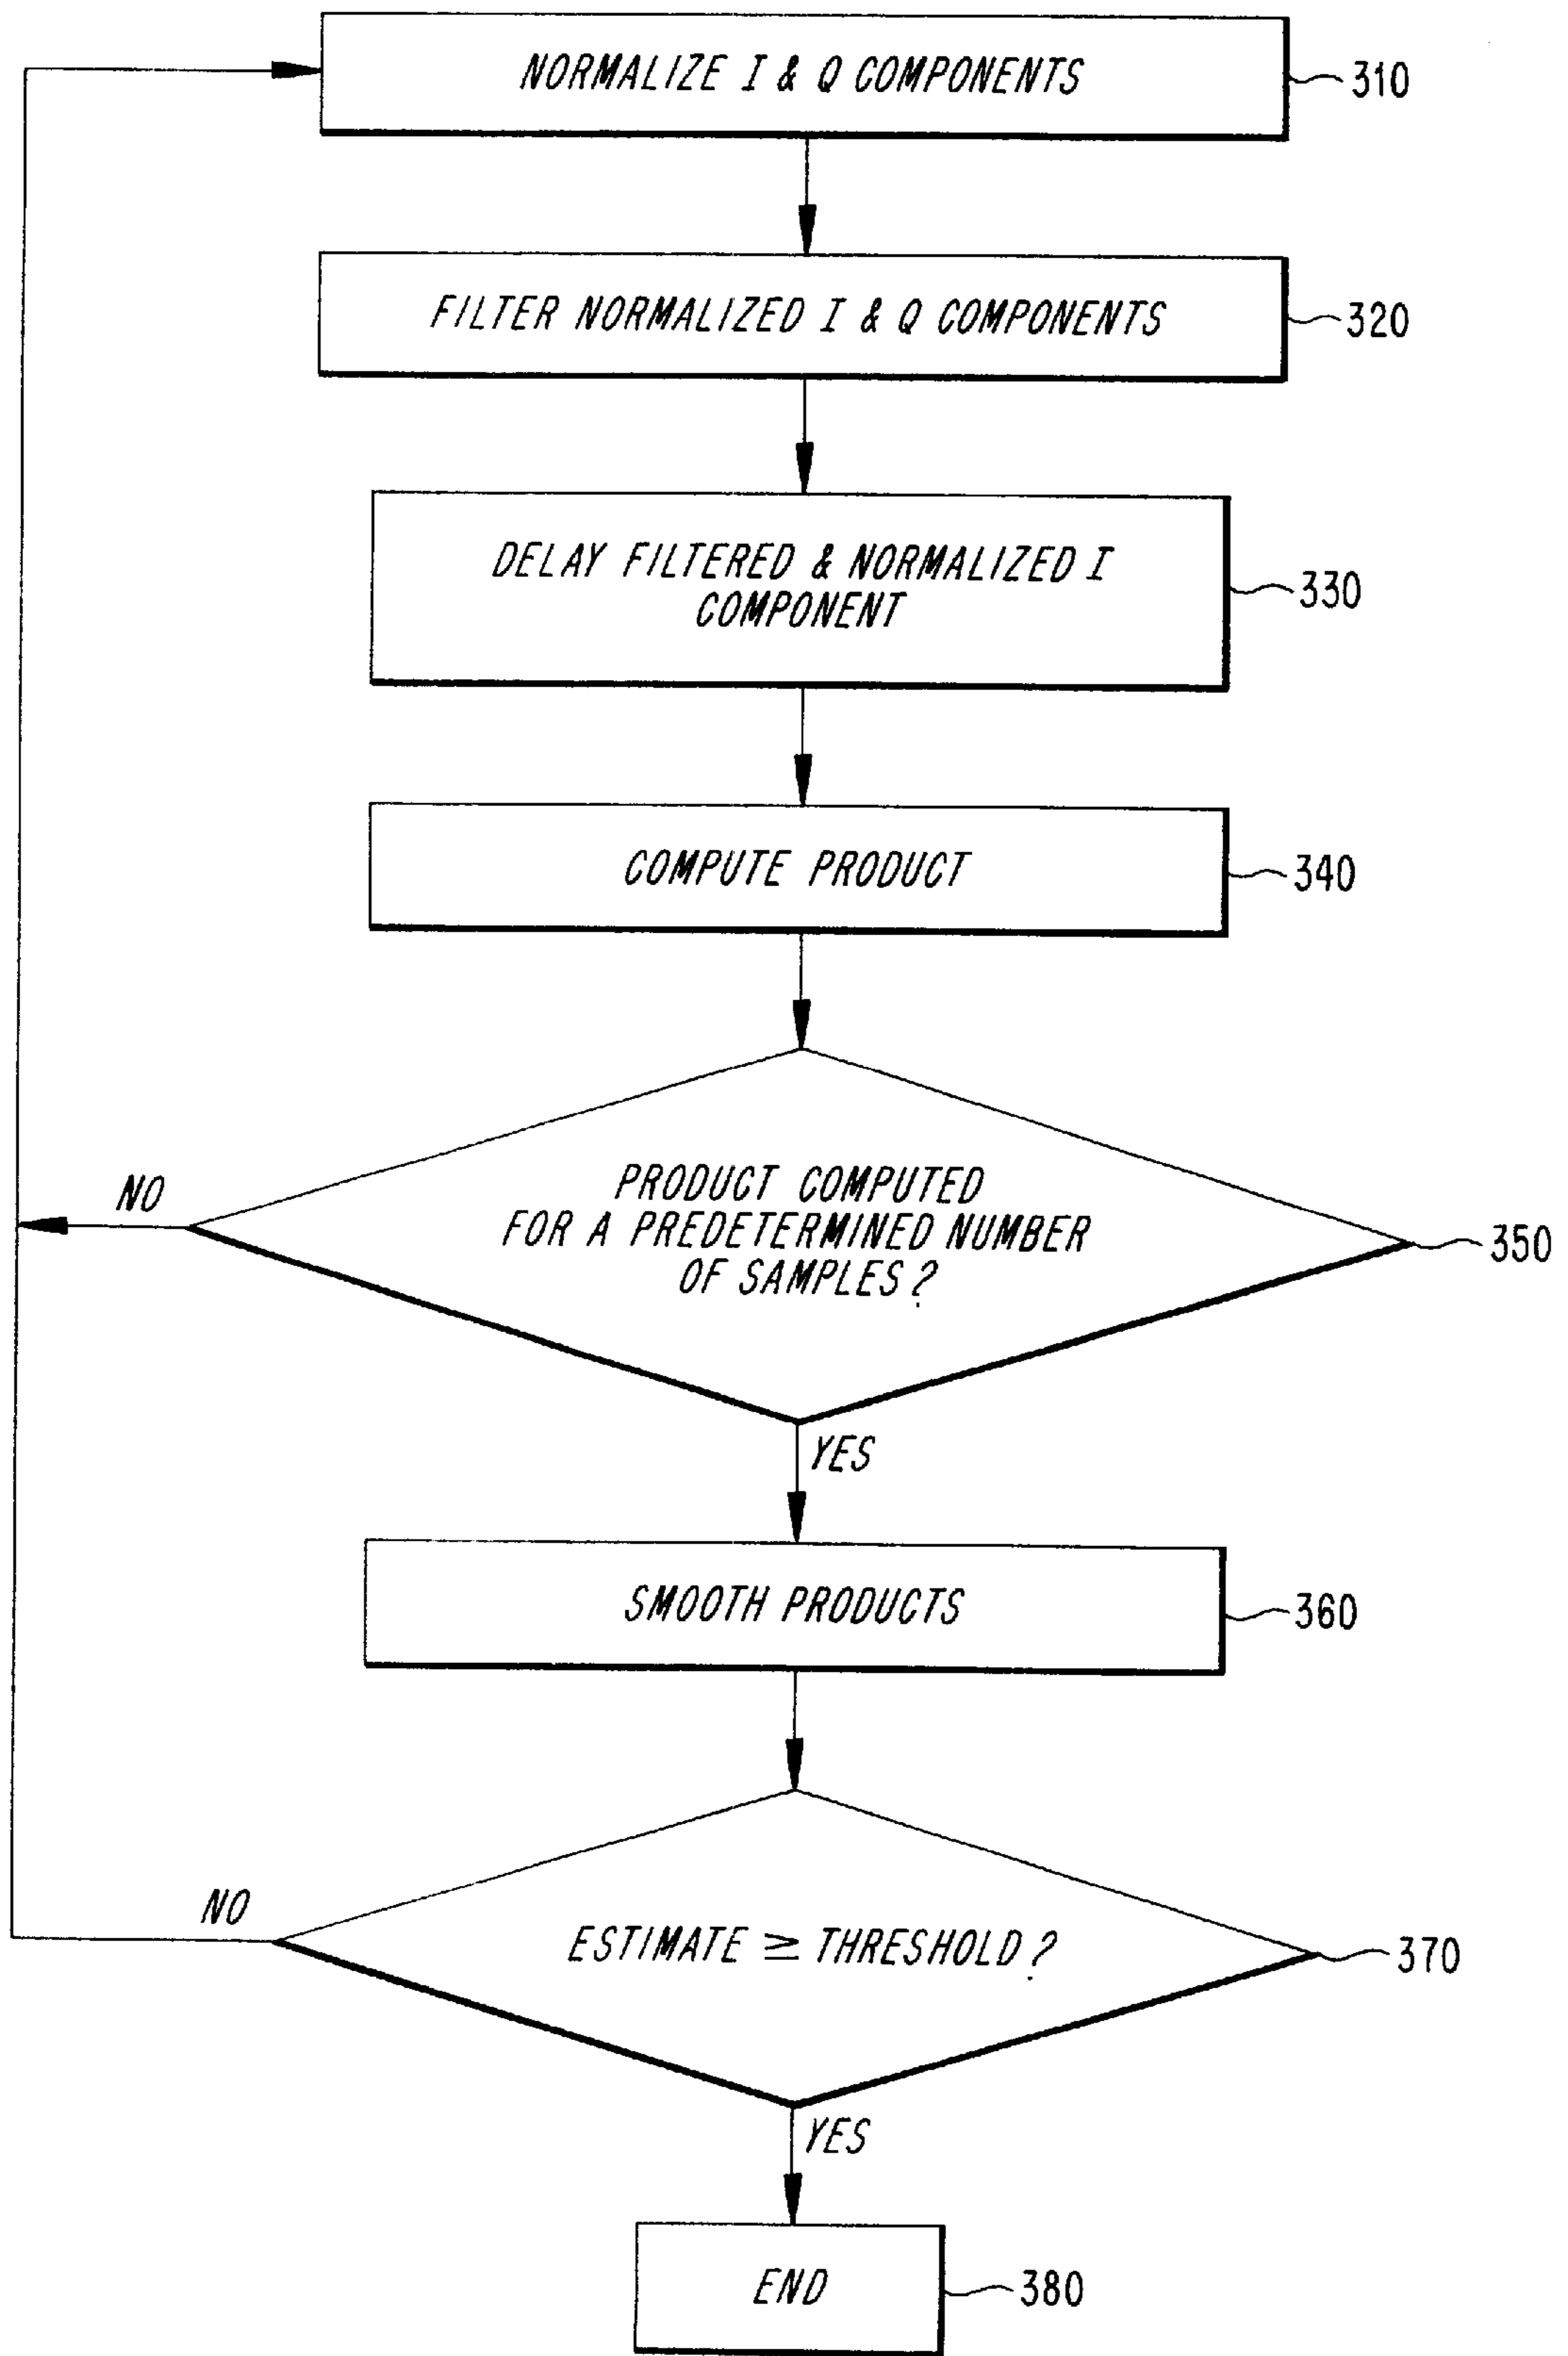 NORMALIZE I & Q COMPONENTS
310
FILTER NORMALIZED I & Q COMPONENTS
320
DELAY FILTERED & NORMALIZED I
COMPONENT
330
COMPUTE PRODUCT
340
PRODUCT COMPUTED
FOR A PREDETERMINED NUMBER
OF SAMPLES?
350
NO
YES
SMOOTH PRODUCTS
360
ESTIMATE ≥ THRESHOLD?
370
NO
YES
END
380